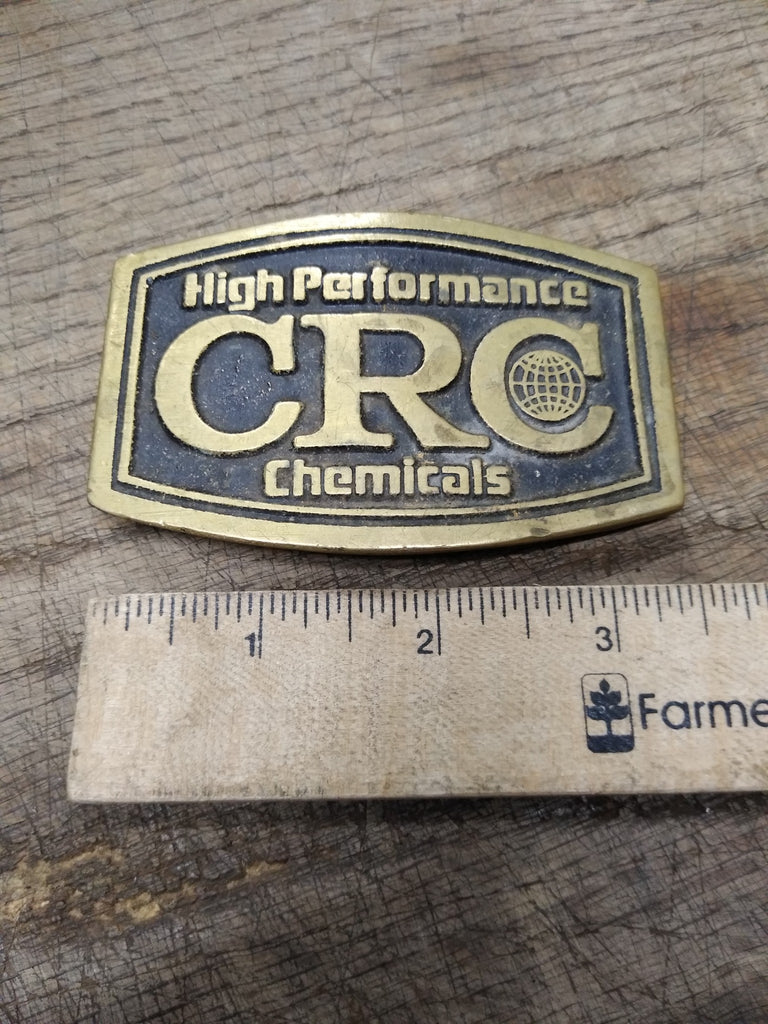 High Performance
CRC
Chemicals
1 2 3
Farme